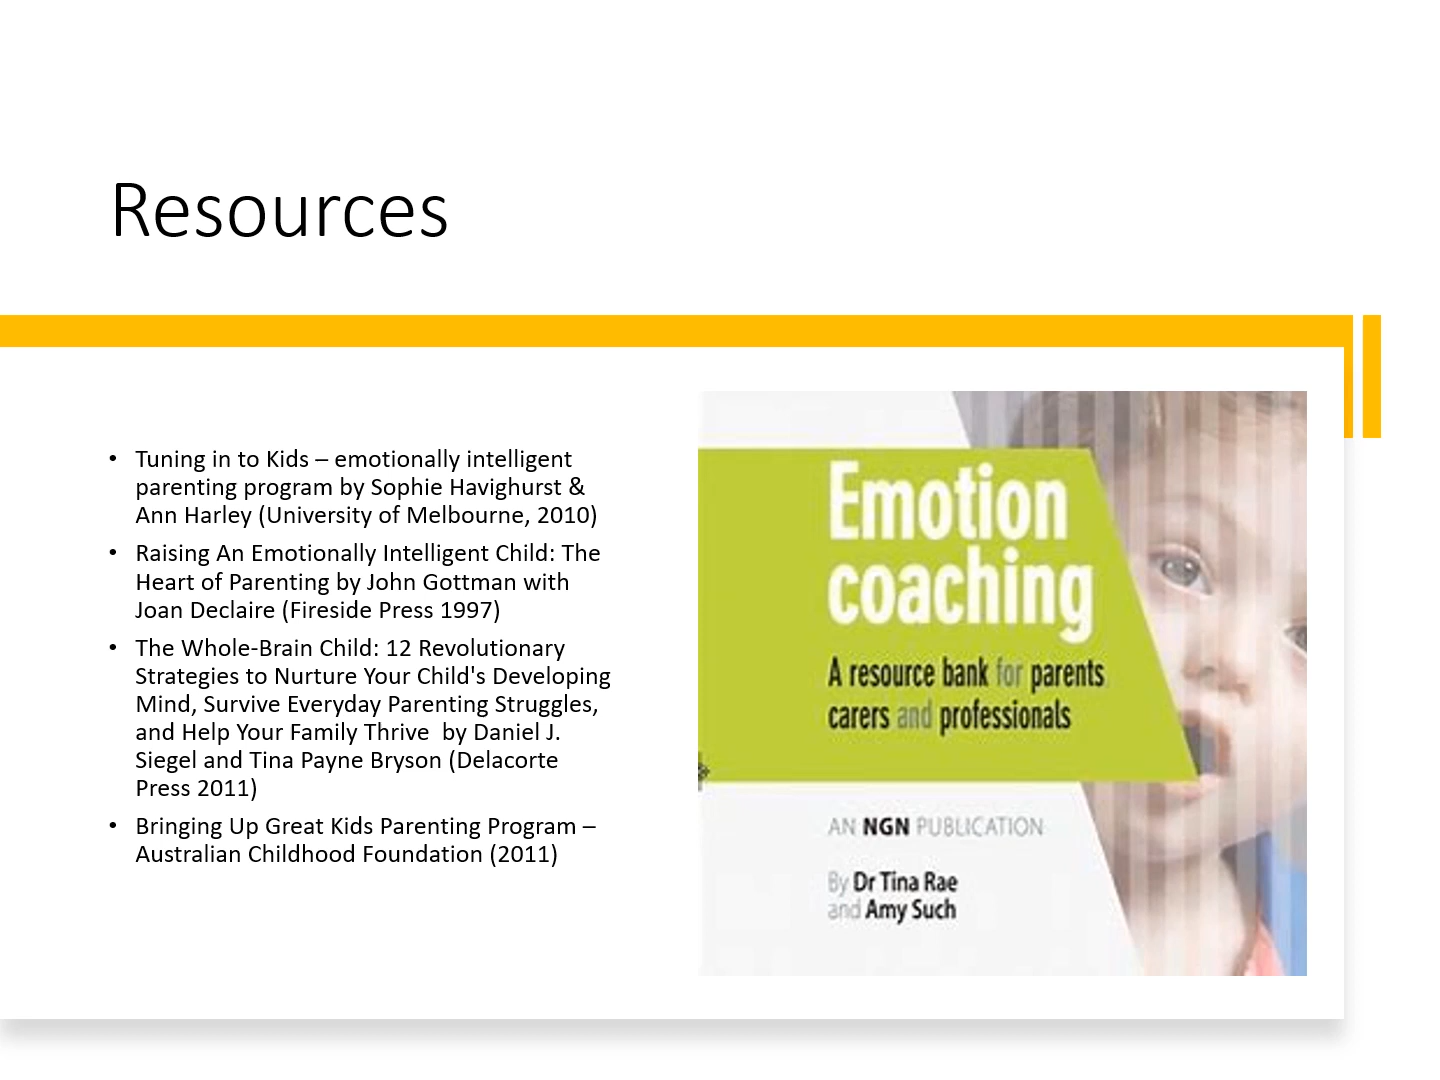 Resources
• Tuning in to Kids – emotionally intelligent
parenting program by Sophie Havighurst &
Ann Harley (University of Melbourne, 2010)
• Raising An Emotionally Intelligent Child: The
Heart of Parenting by John Gottman with
Joan Declaire (Fireside Press 1997)
• The Whole-Brain Child: 12 Revolutionary
Strategies to Nurture Your Child's Developing
Mind, Survive Everyday Parenting Struggles,
and Help Your Family Thrive  by Daniel J.
Siegel and Tina Payne Bryson (Delacorte
Press 2011)
• Bringing Up Great Kids Parenting Program –
Australian Childhood Foundation (2011)
Emotion
coaching
A resource bank for parents
carers and professionals
AN NGN PUBLICATION
By Dr Tina Rae
and Amy Such